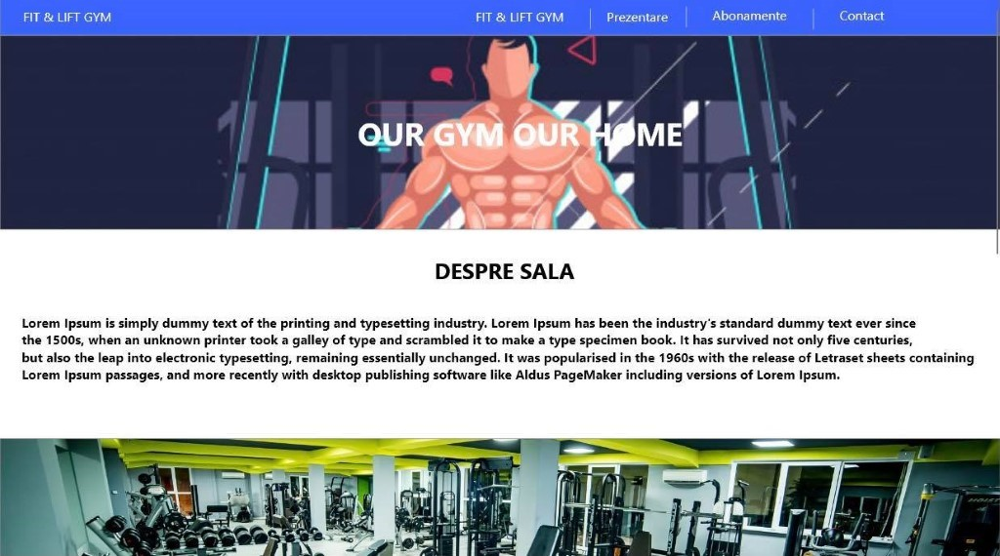 FIT & LIFT GYM
FIT & LIFT GYM
Prezentare
Abonamente
Contact
OUR GYM OUR HOME
DESPRE SALA
Lorem Ipsum is simply dummy text of the printing and typesetting industry. Lorem Ipsum has been the industry's standard dummy text ever since
the 1500s, when an unknown printer took a galley of type and scrambled it to make a type specimen book. It has survived not only five centuries,
but also the leap into electronic typesetting, remaining essentially unchanged. It was popularised in the 1960s with the release of Letraset sheets containing
Lorem Ipsum passages, and more recently with desktop publishing software like Aldus PageMaker including versions of Lorem Ipsum.